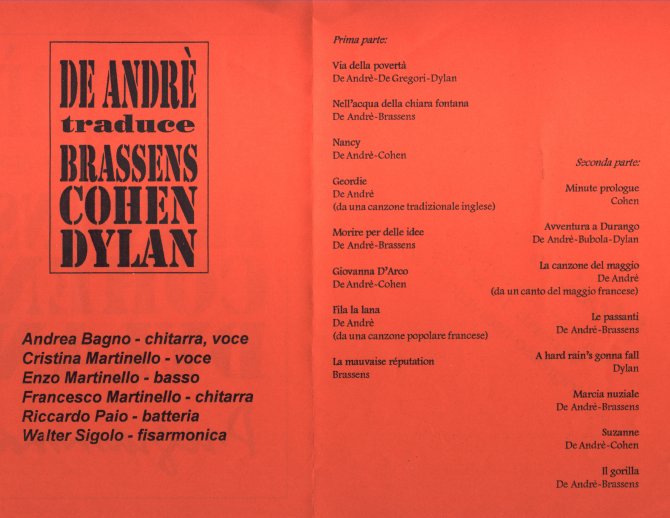 DE ANDRÈ
traduce
BRASSENS
COHEN
DYLAN
Andrea Bagno - chitarra, voce
Cristina Martinello - voce
Enzo Martinello - basso
Francesco Martinello - chitarra
Riccardo Paio - batteria
Walter Sigolo - fisarmonica
Prima parte:
Via della povertà
De Andrè-De Gregori-Dylan
Nell'acqua della chiara fontana
De Andrè-Brassens
Nancy
De Andrè-Cohen
Geordie
De Andrè
(da una canzone tradizionale inglese)
Morire per delle idee
De Andrè-Brassens
Giovanna D'Arco
De Andrè-Cohen
Fila la lana
De Andrè
(da una canzone popolare francese)
La mauvaise réputation
Brassens
Seconda parte:
Minute prologue
Cohen
Avventura a Durango
De Andrè-Bubola-Dylan
La canzone del maggio
De Andrè
(da un canto del maggio francese)
Le passanti
De Andrè-Brassens
A hard rain's gonna fall
Dylan
Marcia nuziale
De Andrè-Brassens
Suzanne
De Andrè-Cohen
Il gorilla
De Andrè-Brassens